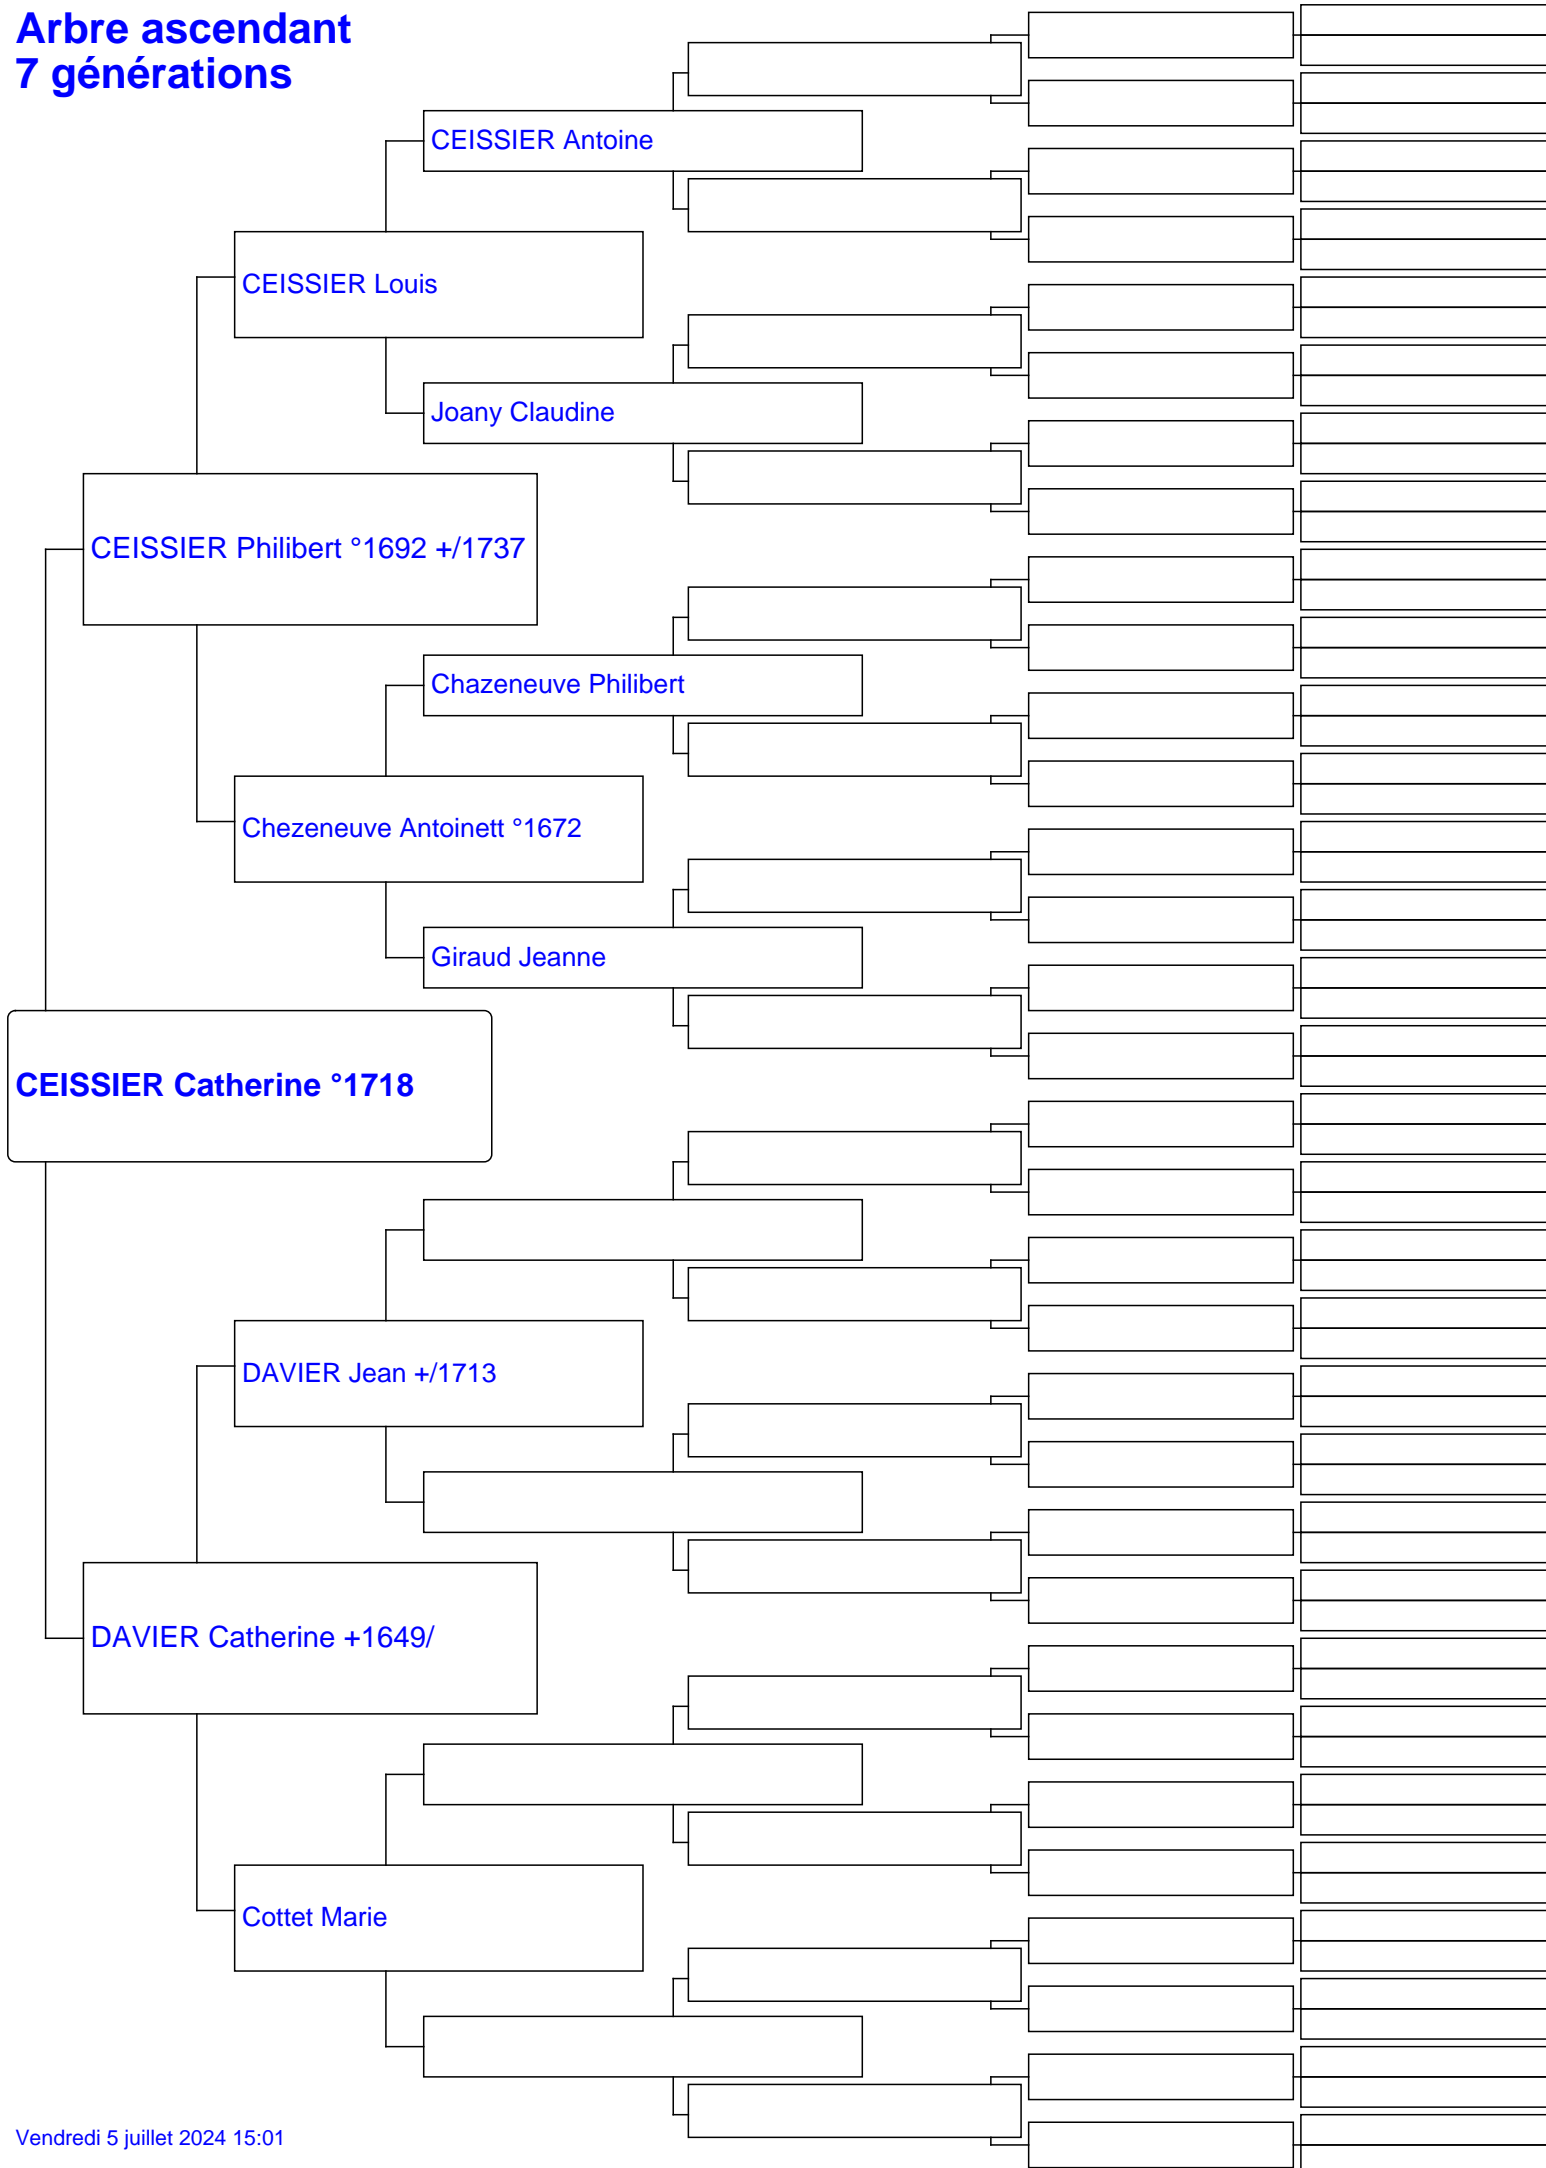 Arbre ascendant
7 générations
CEISSIER Antoine
CEISSIER Louis
Joany Claudine
CEISSIER Philibert °1692 +/1737
Chazeneuve Philibert
Chezeneuve Antoinett °1672
Giraud Jeanne
CEISSIER Catherine °1718
DAVIER Jean +/1713
DAVIER Catherine +1649/
Cottet Marie
Vendredi 5 juillet 2024 15:01